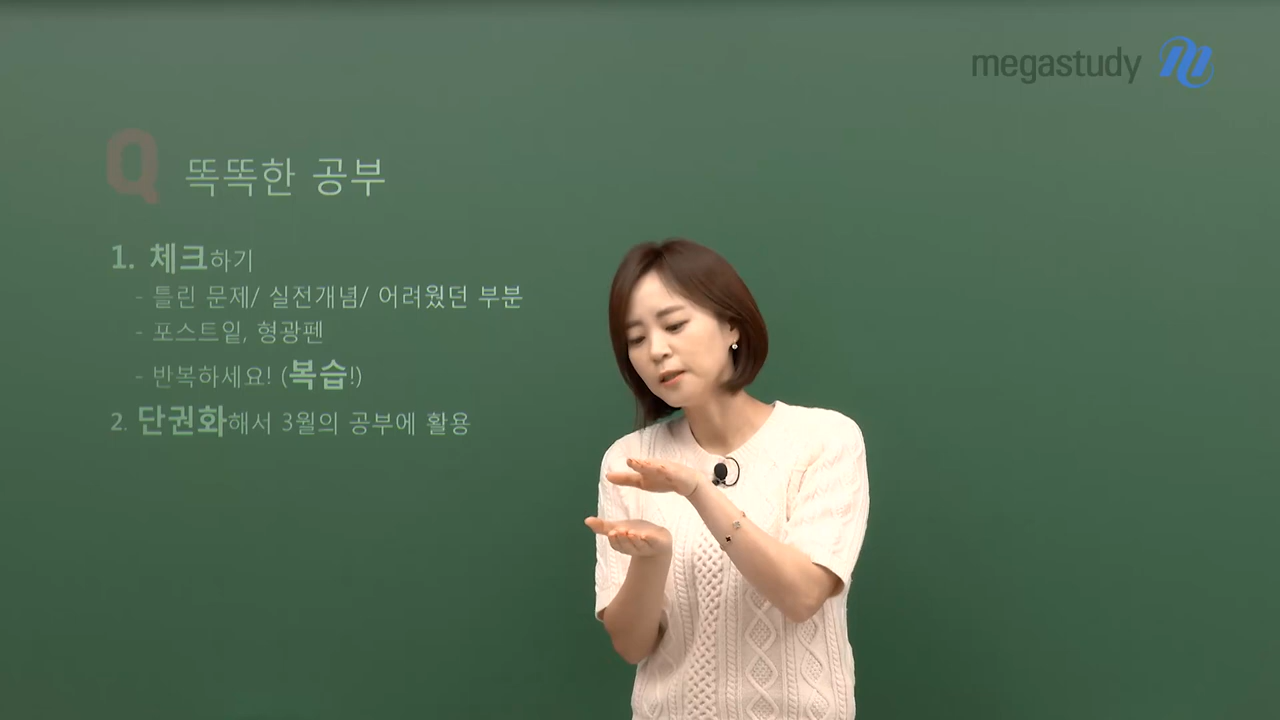 megastudy
Q 똑똑한 공부
1. 체크하기
- 틀린 문제/ 실전개념/ 어려웠던 부분
- 포스트잍, 형광펜
- 반복하세요! (복습!)
2. 단권화해서 3월의 공부에 활용